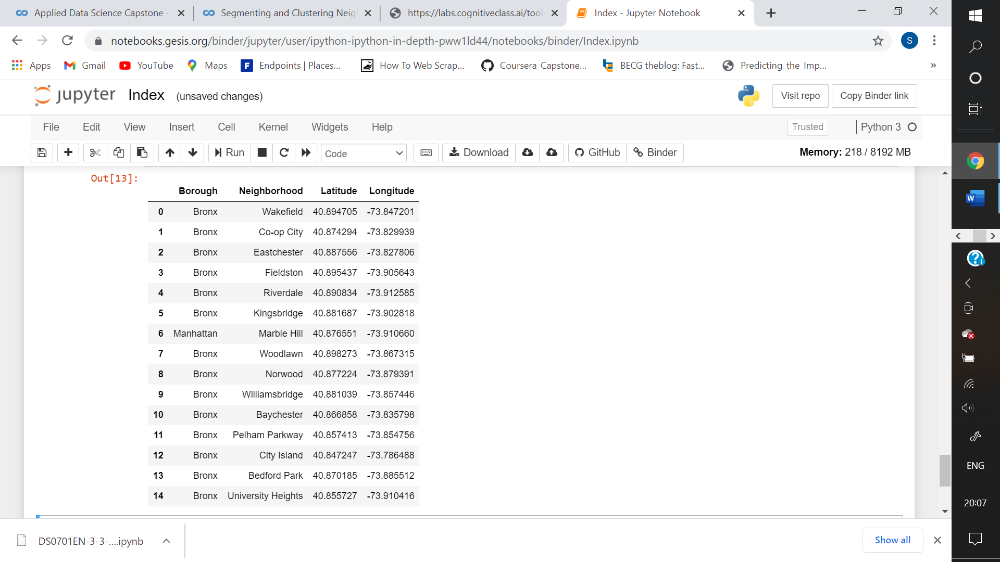 Applied Data Science Capstone -
Segmenting and Clustering Neig
https://labs.cognitiveclass.ai/tool
Index - Jupyter Notebook
notebooks.gesis.org/binder/jupyter/user/ipython-ipython-in-depth-pww1ld44/notebooks/binder/Index.ipynb
S
Apps Gmail YouTube Maps F Endpoints | Places... How To Web Scrap... Coursera_Capstone... BECG theblog: Fast... Predicting_the_Imp... »
jupyter Index (unsaved changes) Visit repo Copy Binder link
File Edit View Insert Cell Kernel Widgets Help Trusted Python 3
Run Code Download GitHub Binder Memory: 218 / 8192 MB
Out[13]:
Borough Neighborhood Latitude Longitude
0 Bronx Wakefield 40.894705 -73.847201
1 Bronx Co-op City 40.874294 -73.829939
2 Bronx Eastchester 40.887556 -73.827806
3 Bronx Fieldston 40.895437 -73.905643
4 Bronx Riverdale 40.890834 -73.912585
5 Bronx Kingsbridge 40.881687 -73.902818
6 Manhattan Marble Hill 40.876551 -73.910660
7 Bronx Woodlawn 40.898273 -73.867315
8 Bronx Norwood 40.877224 -73.879391
9 Bronx Williamsbridge 40.881039 -73.857446
10 Bronx Baychester 40.866858 -73.835798
11 Bronx Pelham Parkway 40.857413 -73.854756
12 Bronx City Island 40.847247 -73.786488
13 Bronx Bedford Park 40.870185 -73.885512
14 Bronx University Heights 40.855727 -73.910416
DS0701EN-3-3-....ipynb
Show all
W
ENG
20:07